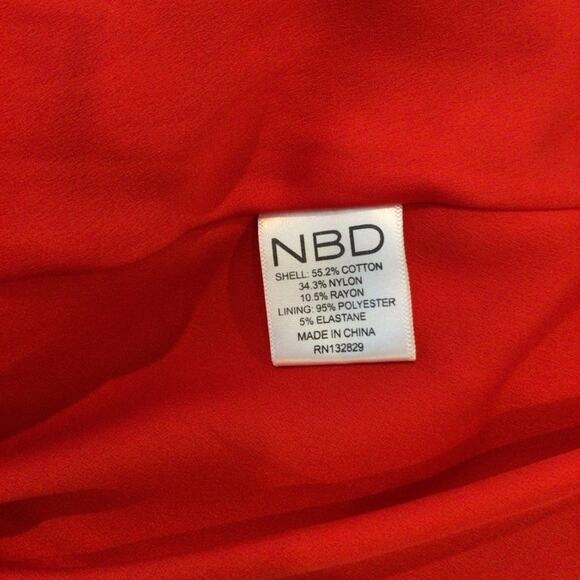 NBD
SHELL: 55.2% COTTON
34.3% NYLON
10.5% RAYON
LINING: 95% POLYESTER
5% ELASTANE
MADE IN CHINA
RN132829